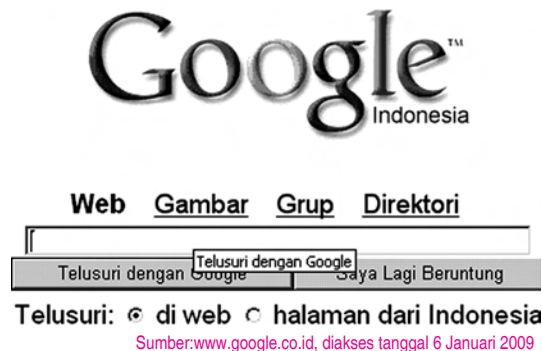 Google™
Indonesia
Web Gambar Grup Direktori
Telusuri dengan Google
Telusuri dengan Google Saya Lagi Beruntung
Telusuri: di web halaman dari Indonesia
Sumber:www.google.co.id, diakses tanggal 6 Januari 2009